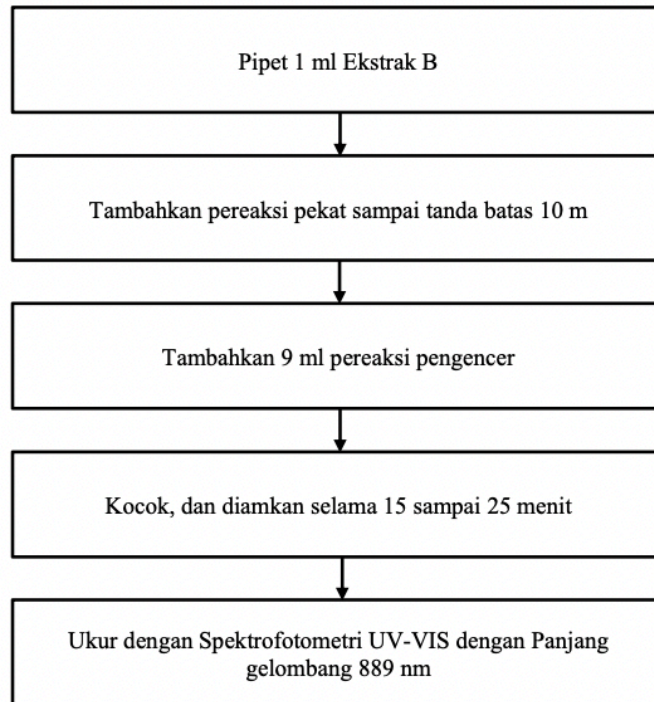 Pipet 1 ml Ekstrak B
Tambahkan pereaksi pekat sampai tanda batas 10 m
Tambahkan 9 ml pereaksi pengencer
Kocok, dan diamkan selama 15 sampai 25 menit
Ukur dengan Spektrofotometri UV-VIS dengan Panjang
gelombang 889 nm